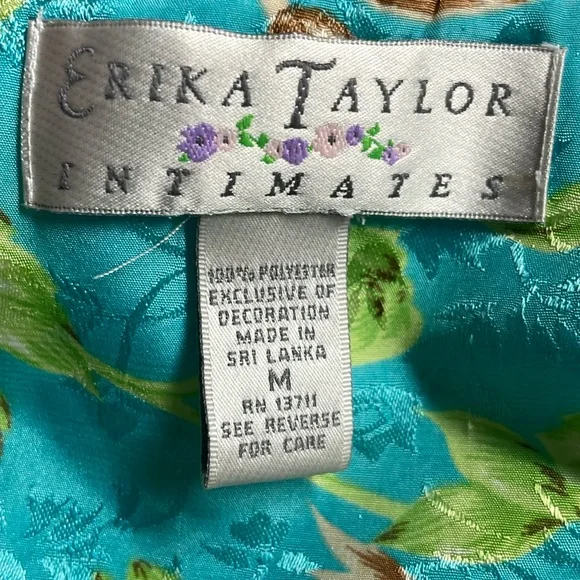 ERIKA TAYLOR
INTIMATES
100% POLYESTER
EXCLUSIVE OF
DECORATION
MADE IN
SRI LANKA
M
RN 13711
SEE REVERSE
FOR CARE